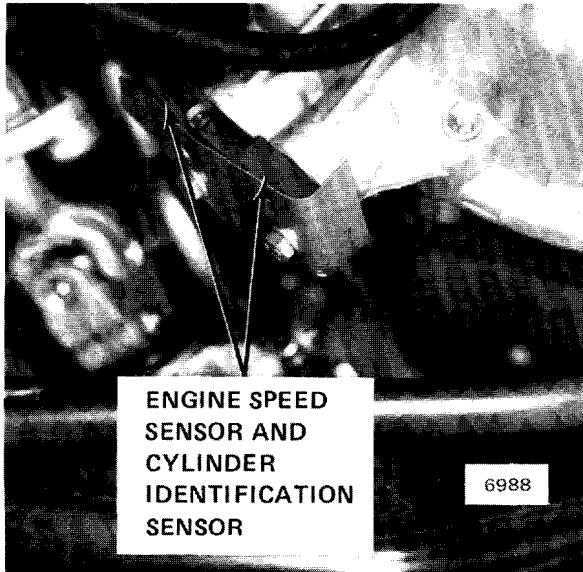 ENGINE SPEED
SENSOR AND
CYLINDER
IDENTIFICATION
SENSOR
6988